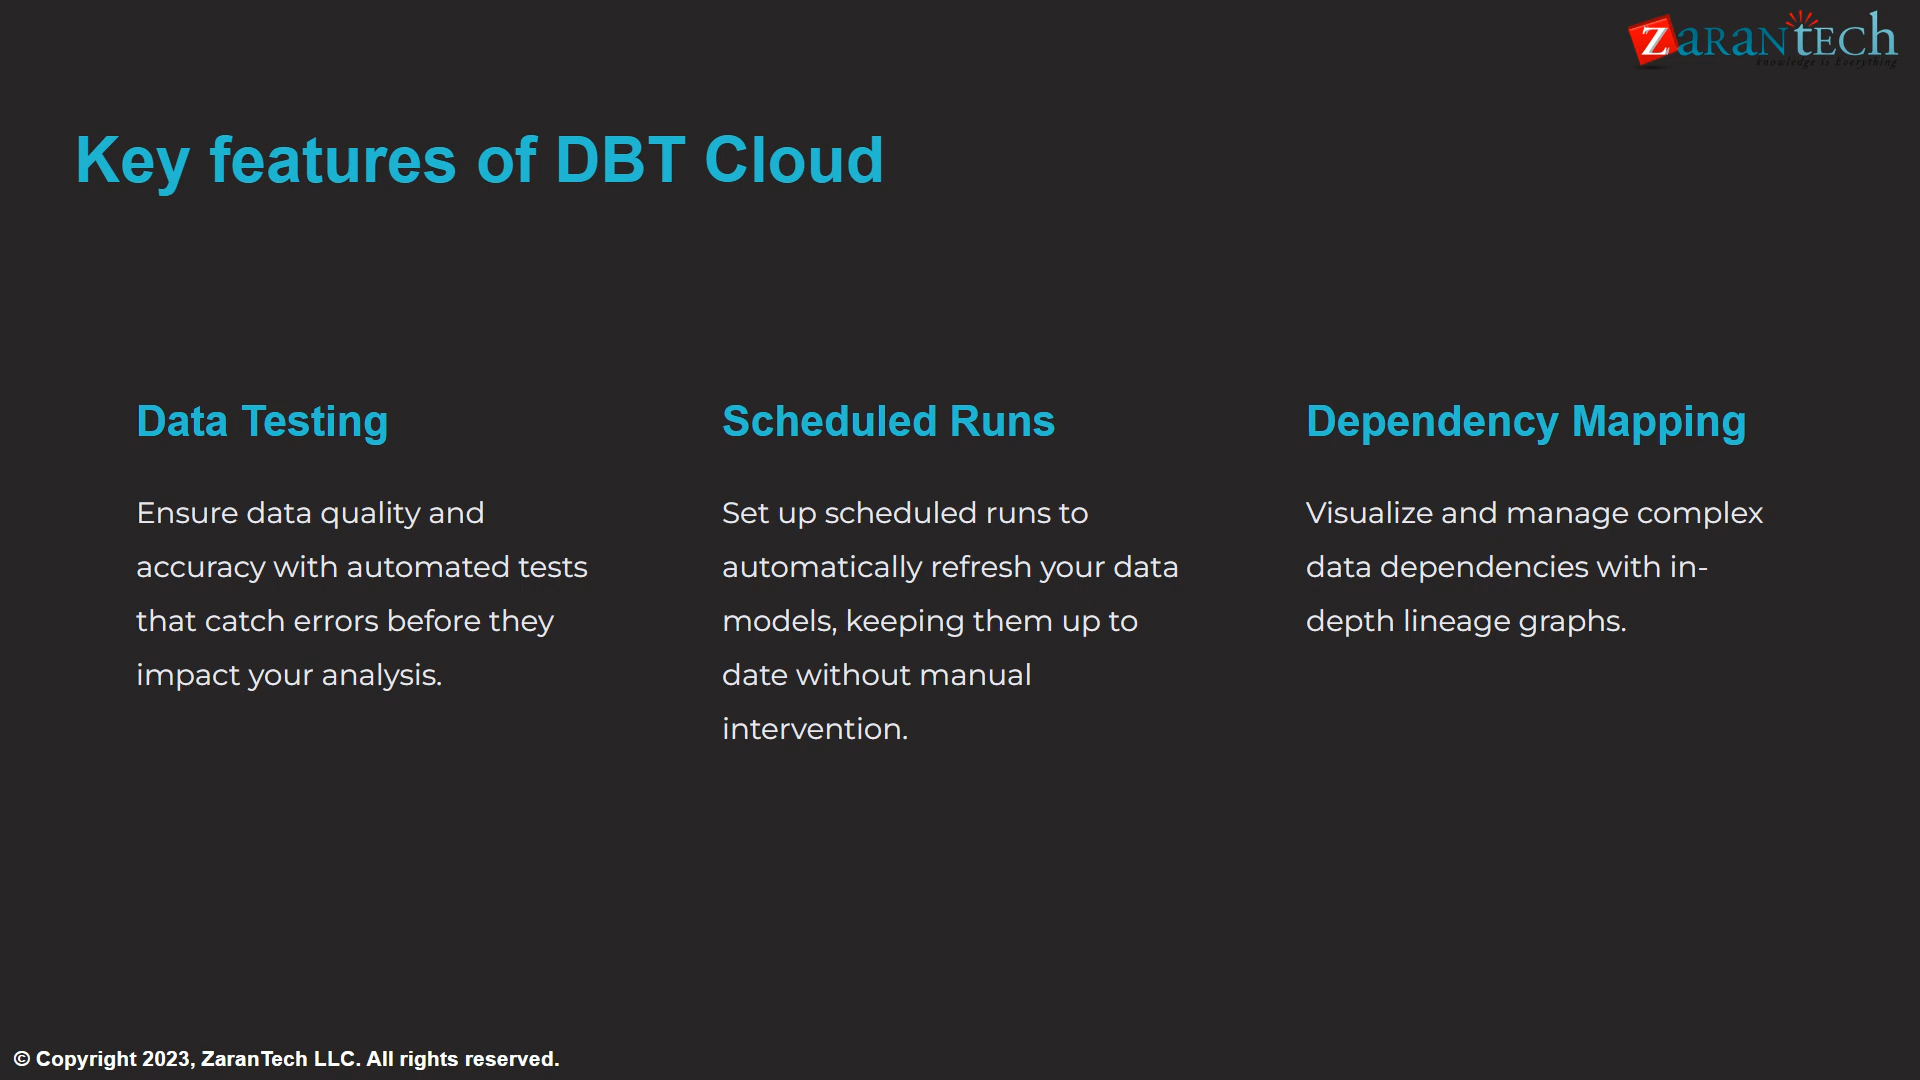 ZaranTech
knowledge is Everything
Key features of DBT Cloud
Data Testing
Ensure data quality and
accuracy with automated tests
that catch errors before they
impact your analysis.
Scheduled Runs
Set up scheduled runs to
automatically refresh your data
models, keeping them up to
date without manual
intervention.
Dependency Mapping
Visualize and manage complex
data dependencies with in-
depth lineage graphs.
© Copyright 2023, ZaranTech LLC. All rights reserved.